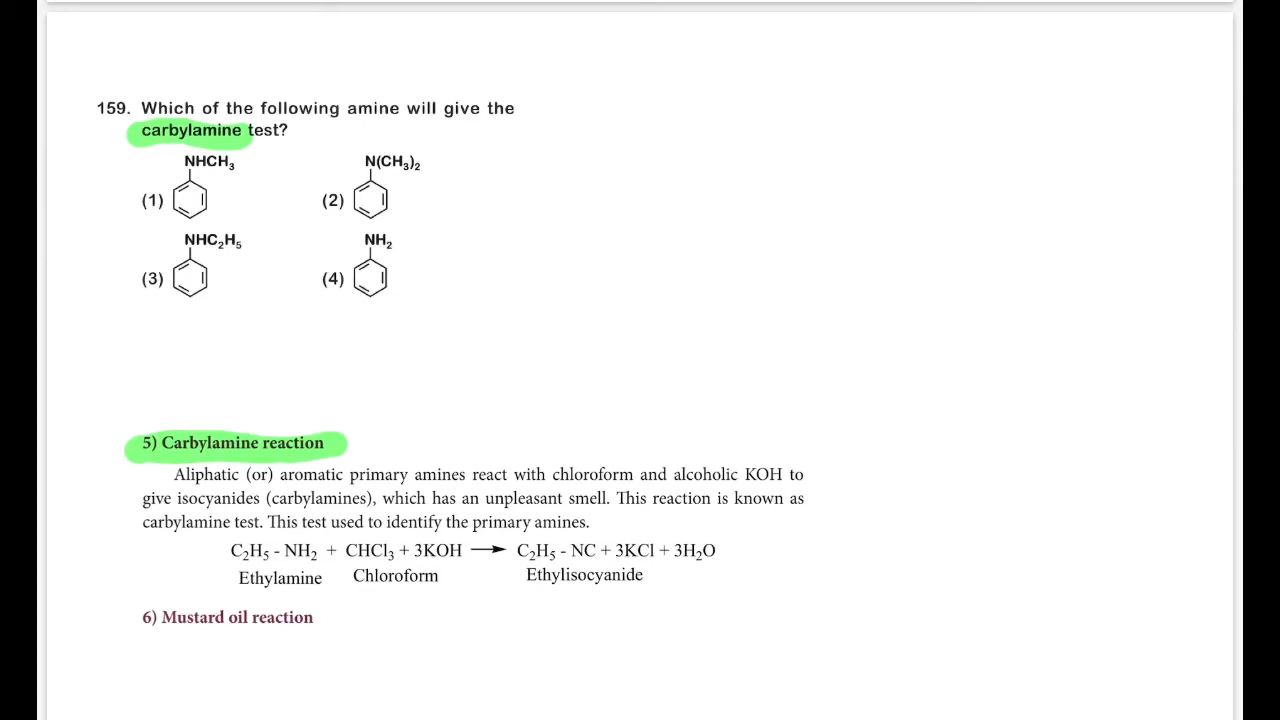 159. Which of the following amine will give the
carbylamine test?
NHCH₃
N(CH₃)₂
(1)
(2)
NHC₂H₅
NH₂
(3)
(4)
5) Carbylamine reaction
Aliphatic (or) aromatic primary amines react with chloroform and alcoholic KOH to
give isocyanides (carbylamines), which has an unpleasant smell. This reaction is known as
carbylamine test. This test used to identify the primary amines.
C₂H₅ - NH₂ + CHCl₃ + 3KOH ⟶ C₂H₅ - NC + 3KCl + 3H₂O
Ethylamine Chloroform Ethylisocyanide
6) Mustard oil reaction